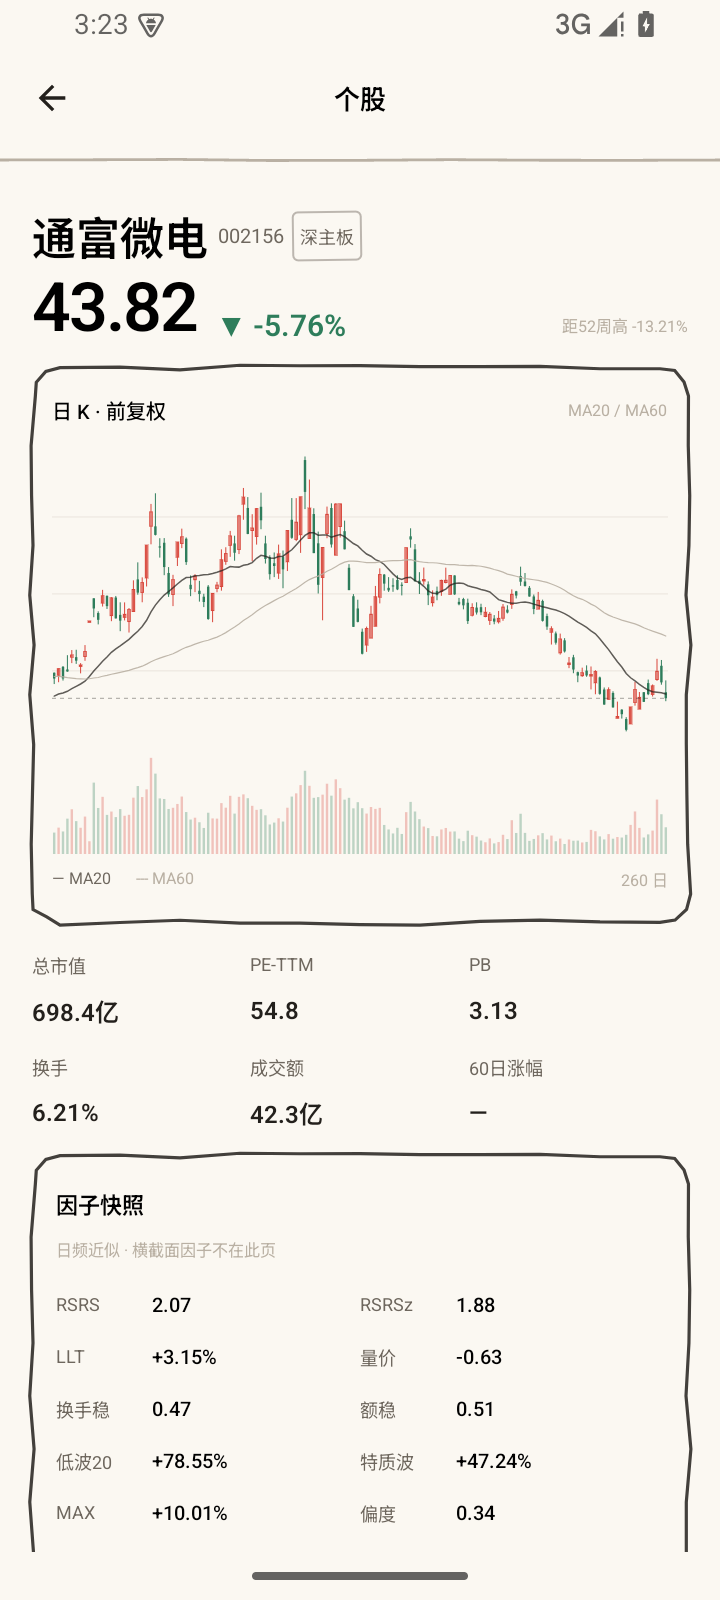 3:23
3G
个股
通富微电 002156 深主板
43.82 ▼ -5.76% 距52周高 -13.21%
日 K · 前复权 MA20 / MA60
— MA20 — MA60 260 日
总市值 PE-TTM PB
698.4亿 54.8 3.13
换手 成交额 60日涨幅
6.21% 42.3亿 —
因子快照
日频近似 · 横截面因子不在此页
RSRS 2.07 RSRSz 1.88
LLT +3.15% 量价 -0.63
换手稳 0.47 额稳 0.51
低波20 +78.55% 特质波 +47.24%
MAX +10.01% 偏度 0.34